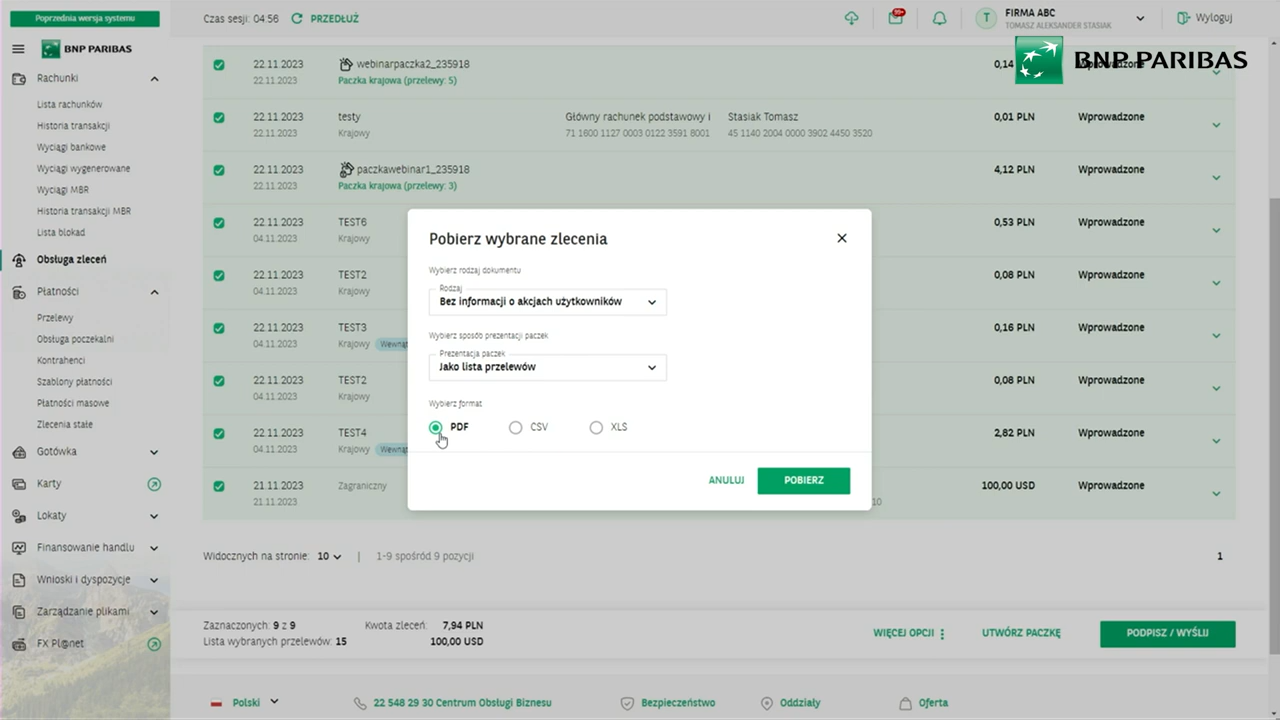 Poprzednia wersja systemu
Czas sesji: 04:56 PRZEDŁUŻ
99+
T
FIRMA ABC
TOMASZ ALEKSANDER STASIAK
Wyloguj
BNP PARIBAS
BNP PARIBAS
Rachunki
Lista rachunków
Historia transakcji
Wyciągi bankowe
Wyciągi wygenerowane
Wyciągi MBR
Historia transakcji MBR
Lista blokad
Obsługa zleceń
Płatności
Przelewy
Obsługa poczekalni
Kontrahenci
Szablony płatności
Płatności masowe
Zlecenia stałe
Gotówka
Karty
Lokaty
Finansowanie handlu
Wnioski i dyspozycje
Zarządzanie plikami
FX Pl@net
22.11.2023 webinarpaczka2_235918 0,14
22.11.2023 Paczka krajowa (przelewy: 5)
22.11.2023 testy Główny rachunek podstawowy i Stasiak Tomasz 0,01 PLN Wprowadzone
22.11.2023 Krajowy 71 1600 1127 0003 0122 3591 8001 45 1140 2004 0000 3902 4450 3520
22.11.2023 paczkawebinar1_235918 4,12 PLN Wprowadzone
22.11.2023 Paczka krajowa (przelewy: 3)
22.11.2023 TEST6 0,53 PLN Wprowadzone
04.11.2023 Krajowy
22.11.2023 TEST2 0,08 PLN Wprowadzone
04.11.2023 Krajowy
22.11.2023 TEST3 0,16 PLN Wprowadzone
04.11.2023 Krajowy Wewnąt
22.11.2023 TEST2 0,08 PLN Wprowadzone
04.11.2023 Krajowy
22.11.2023 TEST4 2,82 PLN Wprowadzone
04.11.2023 Krajowy Wewnąt
21.11.2023 Zagraniczny 100,00 USD Wprowadzone
21.11.2023 10
Pobierz wybrane zlecenia
Wybierz rodzaj dokumentu
Rodzaj
Bez informacji o akcjach użytkowników
Wybierz sposób prezentacji paczek
Prezentacja paczek
Jako lista przelewów
Wybierz format
PDF CSV XLS
ANULUJ POBIERZ
Widocznych na stronie: 10 | 1-9 spośród 9 pozycji 1
Zaznaczonych: 9 z 9 Kwota zleceń: 7,94 PLN
Lista wybranych przelewów: 15 100,00 USD
WIĘCEJ OPCJI UTWÓRZ PACZKĘ PODPISZ / WYŚLIJ
Polski 22 548 29 30 Centrum Obsługi Biznesu Bezpieczeństwo Oddziały Oferta